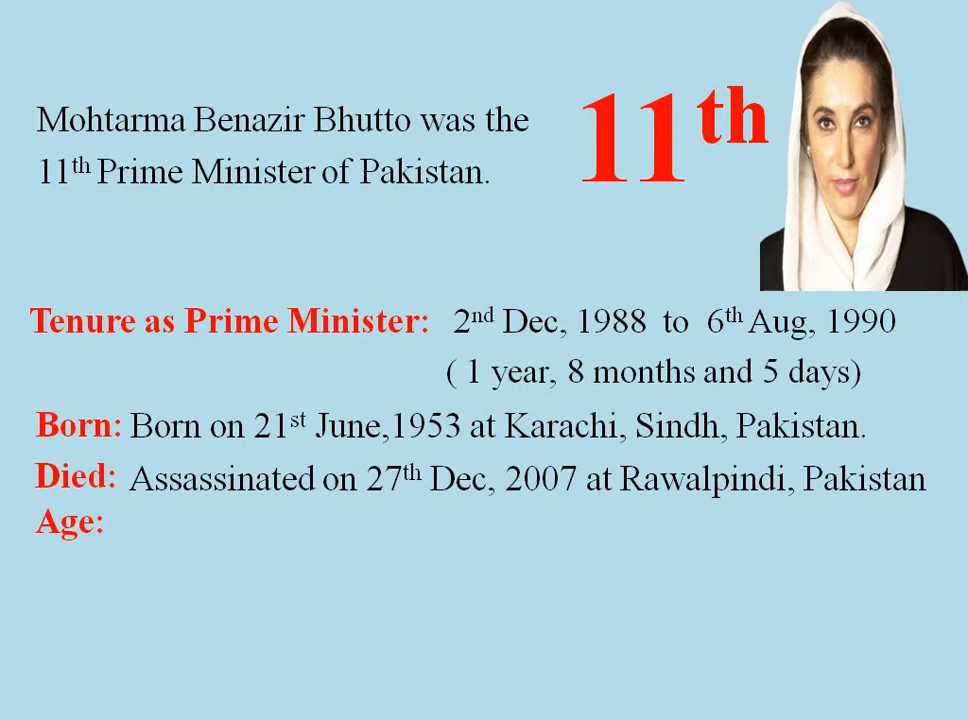 Mohtarma Benazir Bhutto was the
11th Prime Minister of Pakistan.
11th
Tenure as Prime Minister: 2nd Dec, 1988 to 6th Aug, 1990
( 1 year, 8 months and 5 days)
Born: Born on 21st June,1953 at Karachi, Sindh, Pakistan.
Died: Assassinated on 27th Dec, 2007 at Rawalpindi, Pakistan
Age: